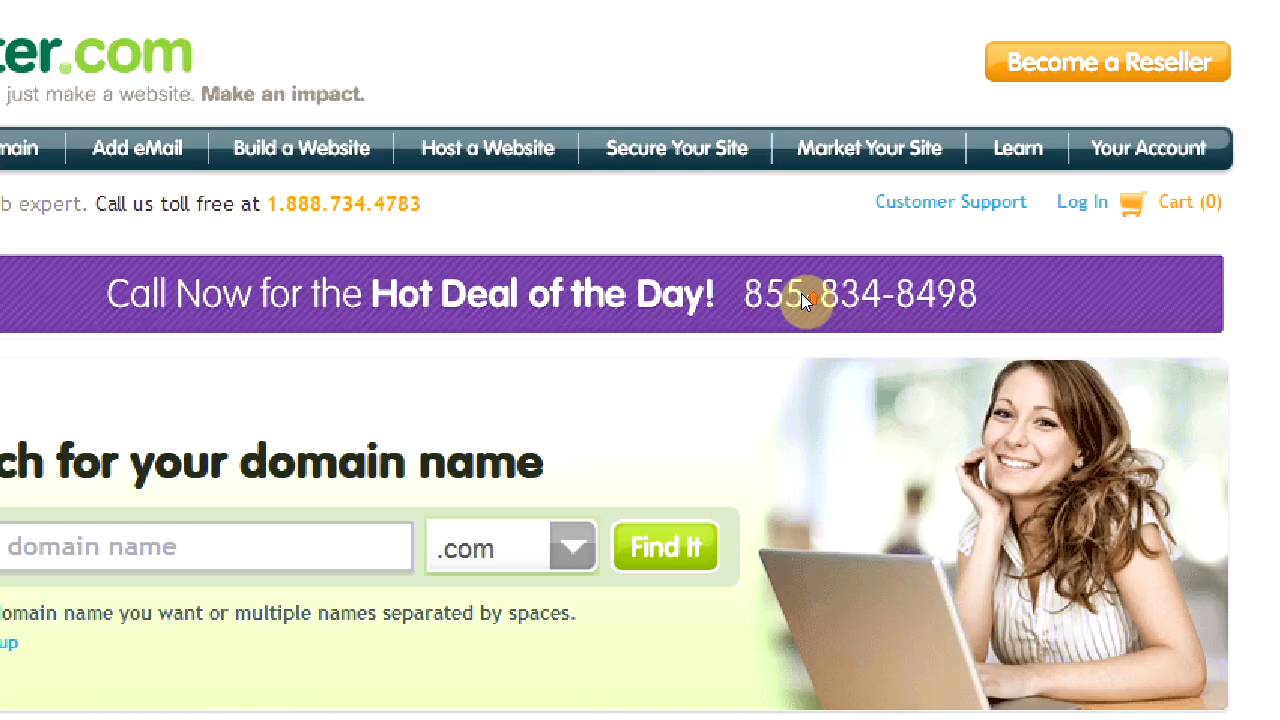 ter.com
Become a Reseller
just make a website. Make an impact.
main Add eMail Build a Website Host a Website Secure Your Site Market Your Site Learn Your Account
b expert. Call us toll free at 1.888.734.4783 Customer Support Log In Cart (0)
Call Now for the Hot Deal of the Day! 855-834-8498
ch for your domain name
domain name .com Find It
domain name you want or multiple names separated by spaces.
up